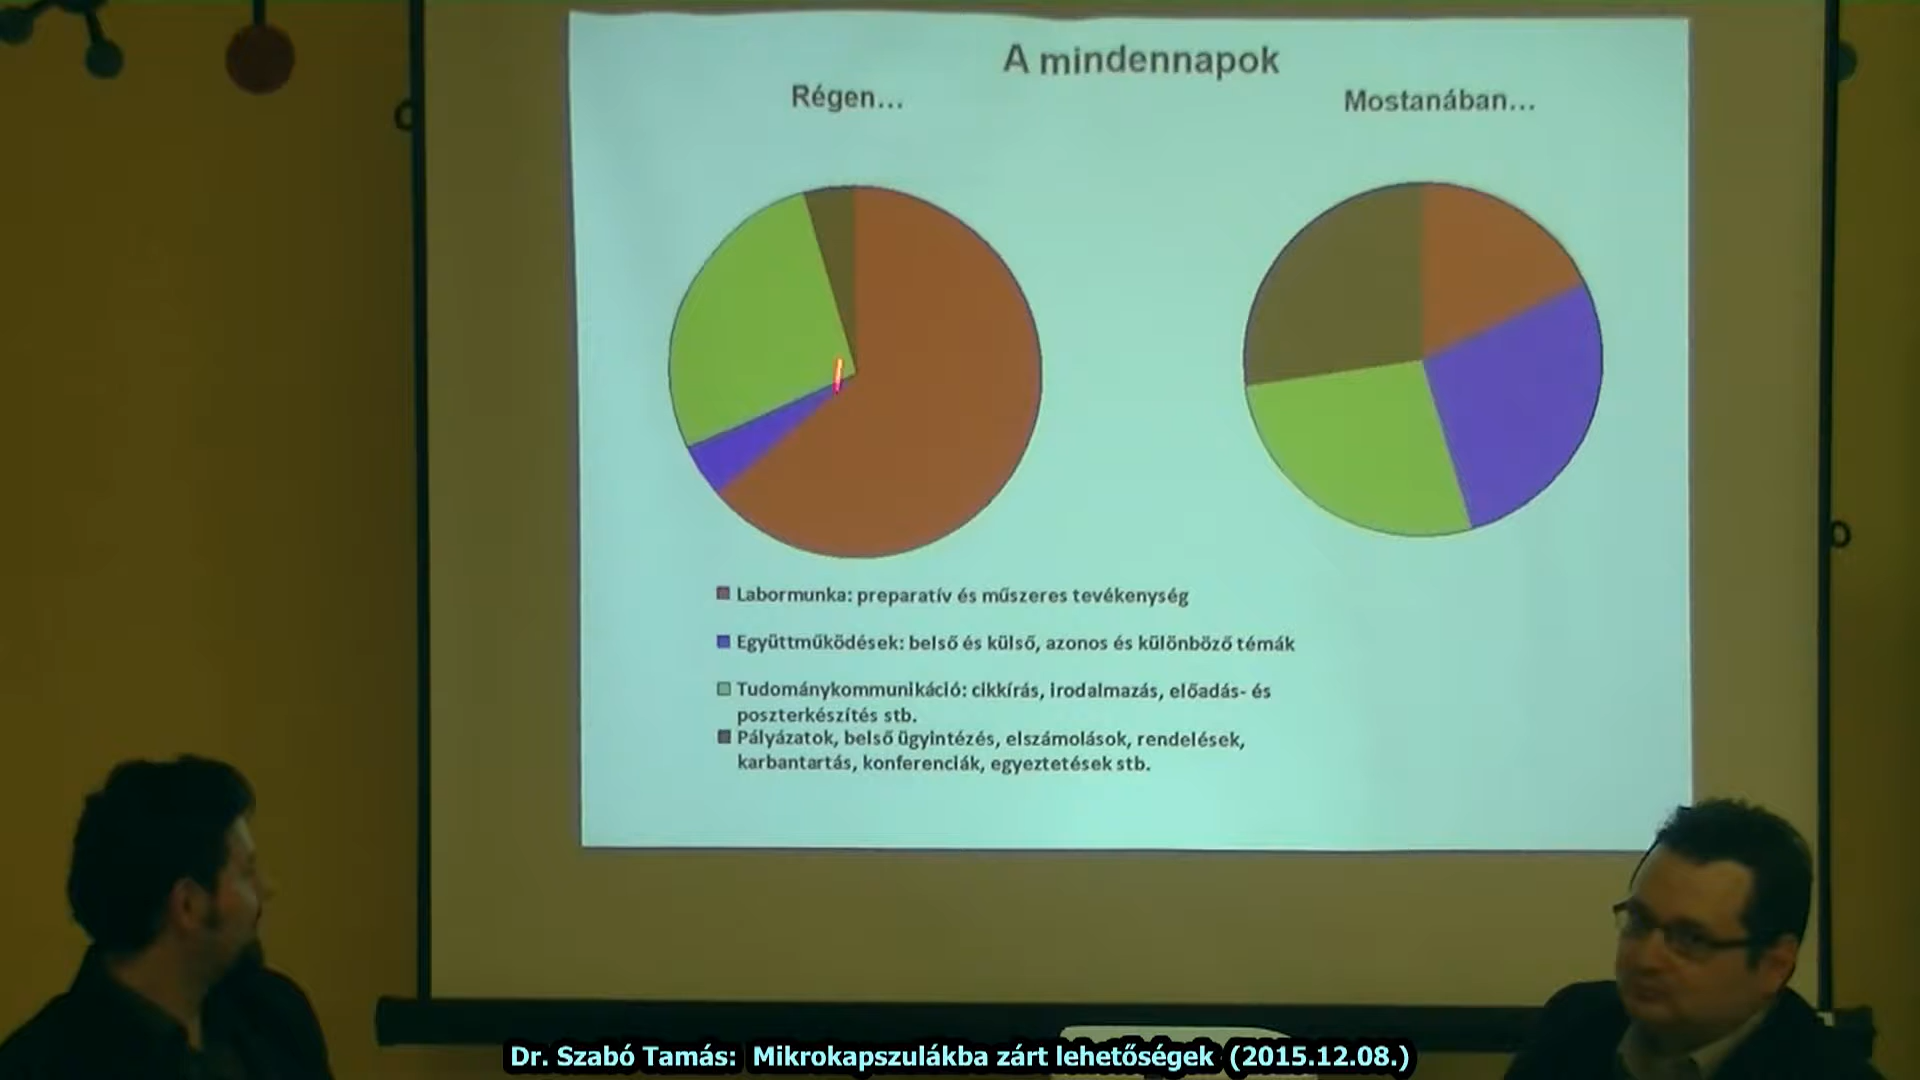 A mindennapok
Régen...
Mostanában...
Labormunka: preparatív és műszeres tevékenység
Együttműködések: belső és külső, azonos és különböző témák
Tudománykommunikáció: cikkírás, irodalmazás, előadás- és
poszterkészítés stb.
Pályázatok, belső ügyintézés, elszámolások, rendelések,
karbantartás, konferenciák, egyeztetések stb.
Dr. Szabó Tamás: Mikrokapszulákba zárt lehetőségek (2015.12.08.)